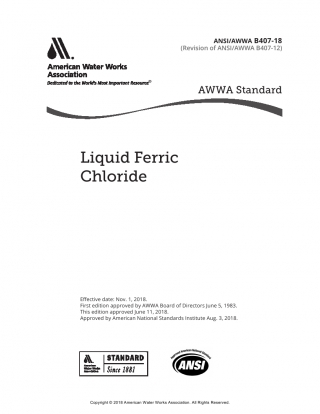 ANSI/AWWA B407-18
(Revision of ANSI/AWWA B407-12)
American Water Works
Association
Dedicated to the World's Most Important Resource®
AWWA Standard
Liquid Ferric
Chloride
Effective date: Nov. 1, 2018.
First edition approved by AWWA Board of Directors June 5, 1983.
This edition approved June 11, 2018.
Approved by American National Standards Institute Aug. 3, 2018.
American
Water Works
Association
STANDARD
Since 1881
ANSI
Copyright © 2018 American Water Works Association. All Rights Reserved.